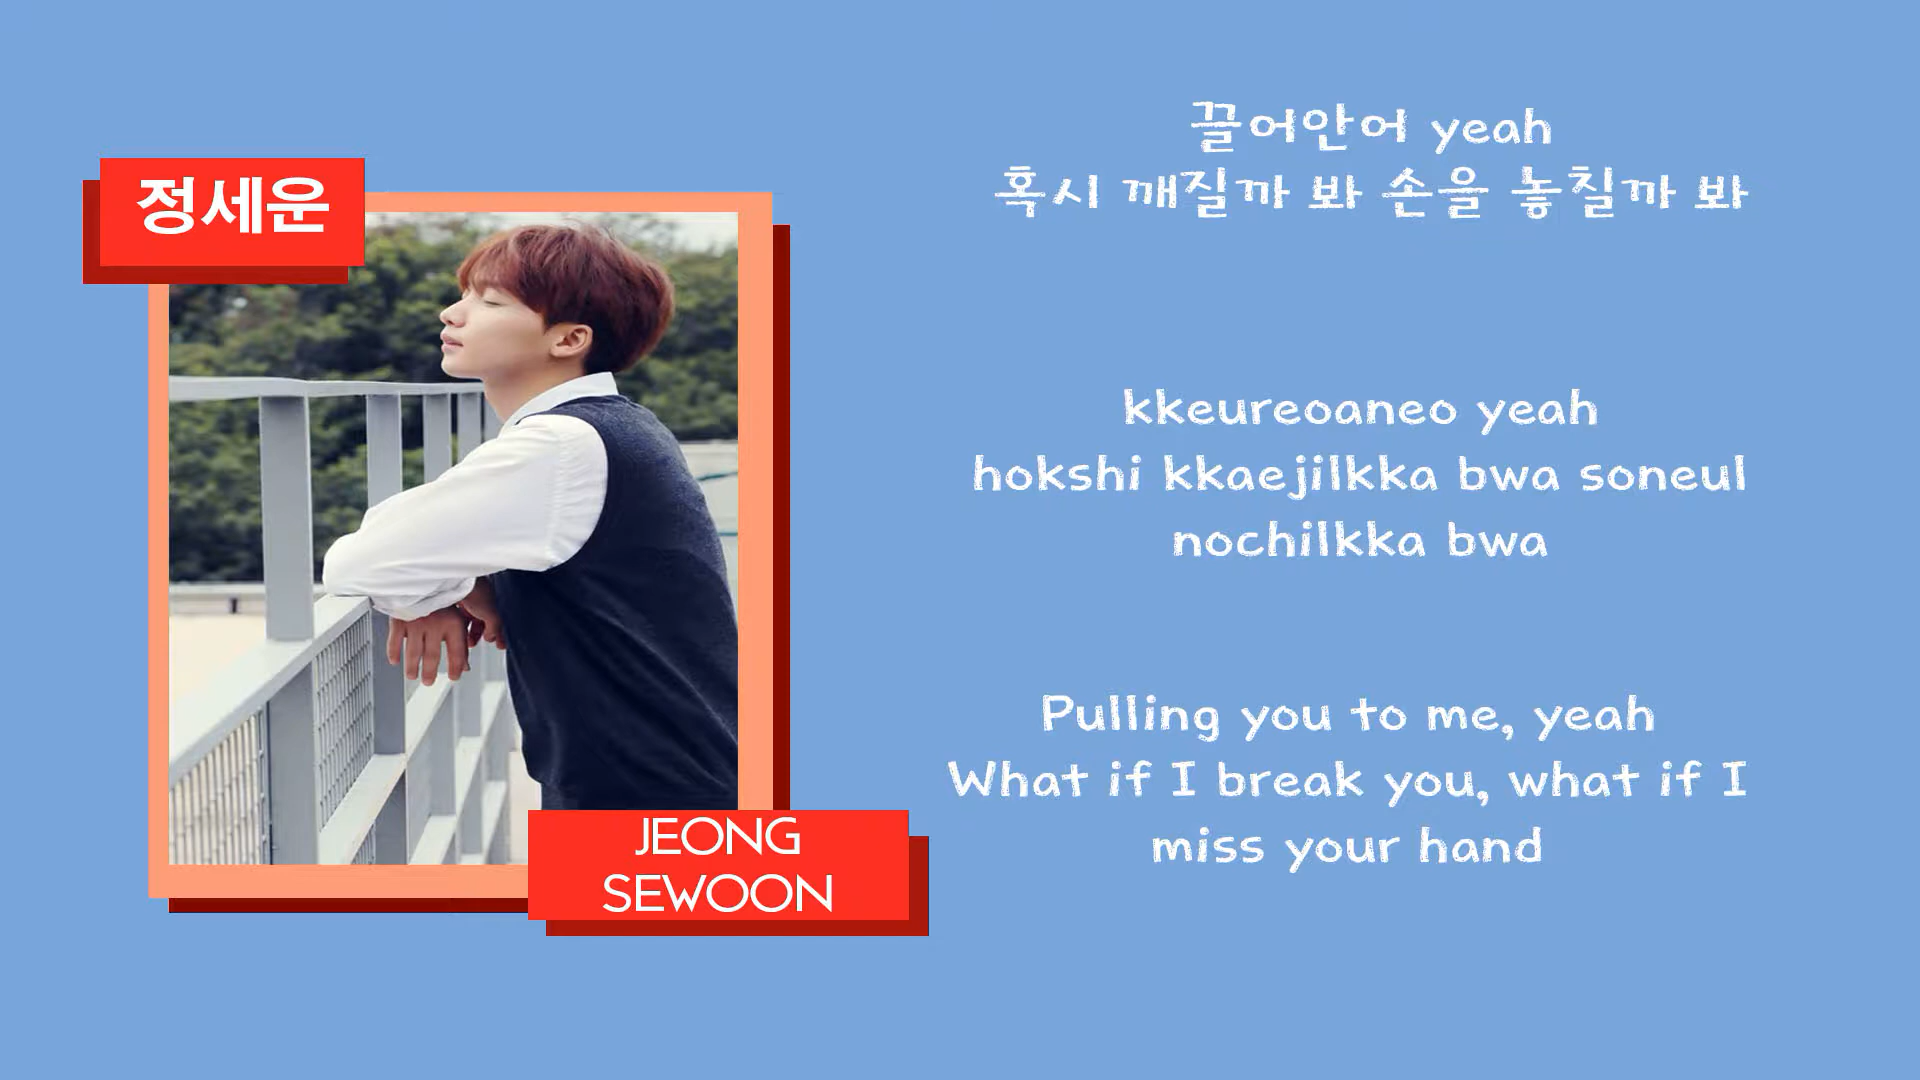 정세운
끌어안어 yeah
혹시 깨질까 봐 손을 놓칠까 봐
kkeureoaneo yeah
hokshi kkaejilkka bwa soneul
nochilkka bwa
Pulling you to me, yeah
What if I break you, what if I
miss your hand
JEONG
SEWOON